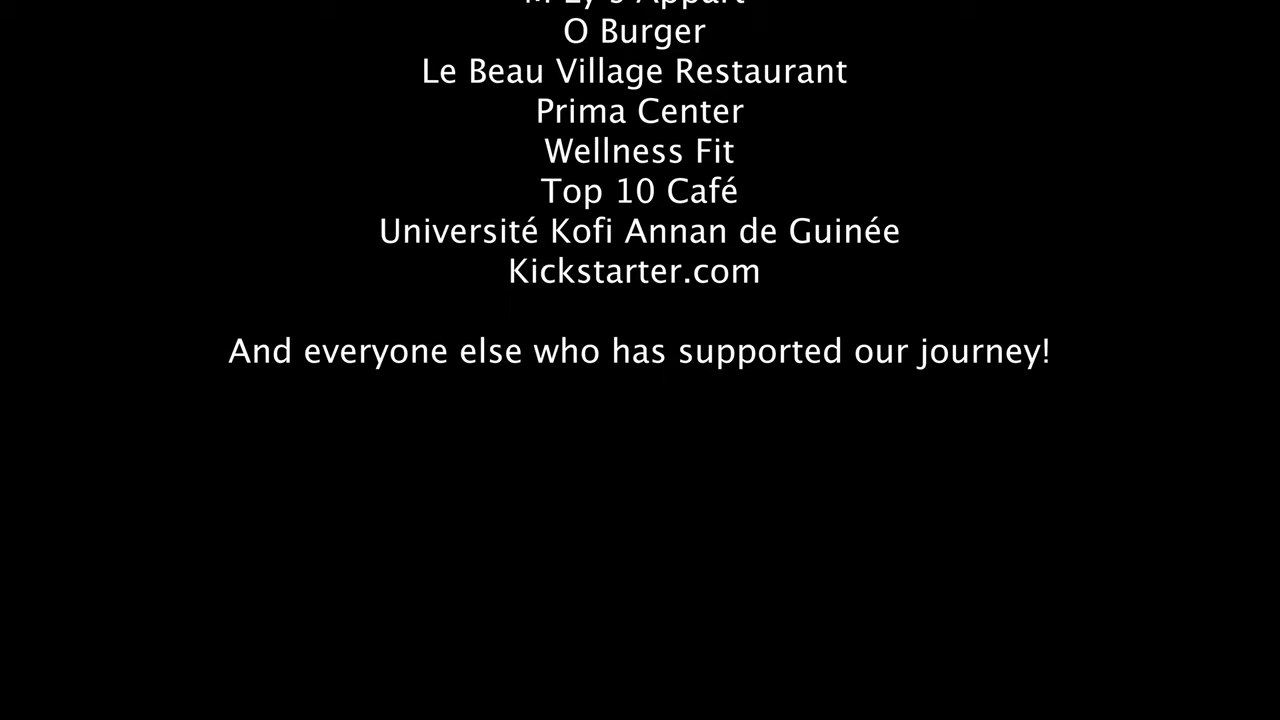 O Burger
Le Beau Village Restaurant
Prima Center
Wellness Fit
Top 10 Café
Université Kofi Annan de Guinée
Kickstarter.com
And everyone else who has supported our journey!